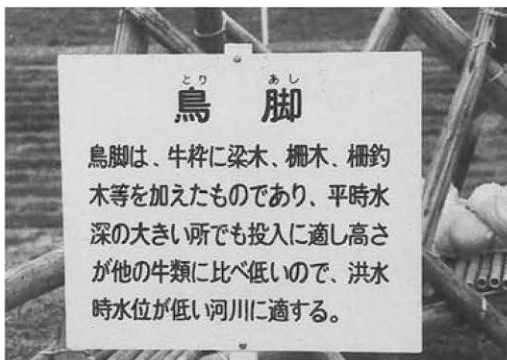 とり あし
鳥 脚
鳥脚は、牛枠に梁木、柵木、柵釣
木等を加えたものであり、平時水
深の大きい所でも投入に適し高さ
が他の牛類に比べ低いので、洪水
時水位が低い河川に適する。